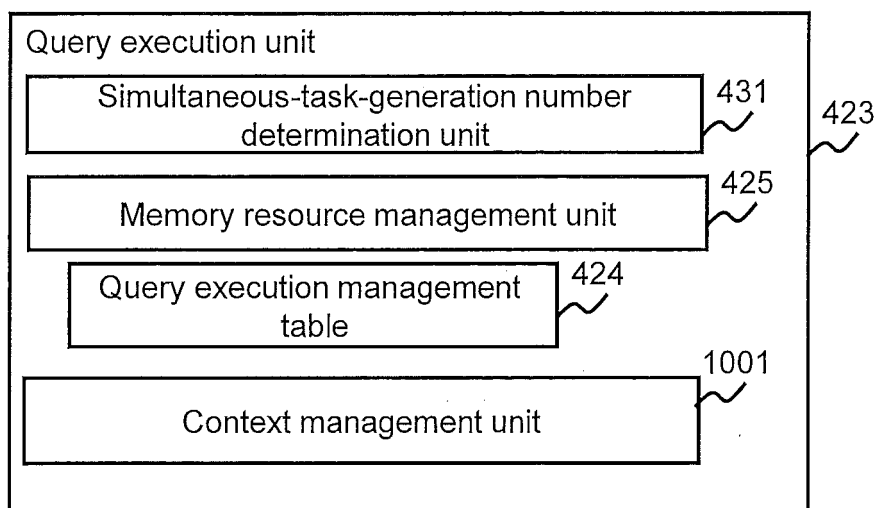 Query execution unit
Simultaneous-task-generation number
determination unit
431
423
Memory resource management unit
425
Query execution management
table
424
Context management unit
1001